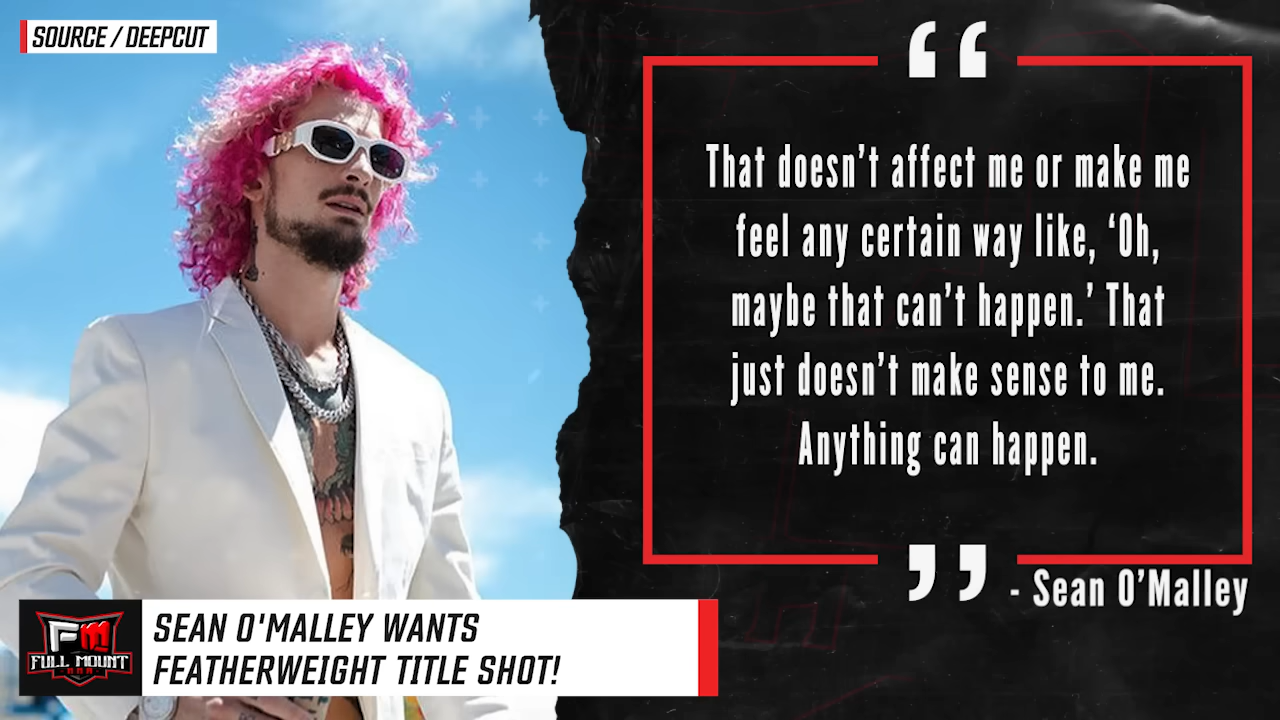 SOURCE / DEEPCUT
“
That doesn’t affect me or make me
feel any certain way like, ‘Oh,
maybe that can’t happen.’ That
just doesn’t make sense to me.
Anything can happen.
”
- Sean O’Malley
FM
FULL MOUNT
MMA
SEAN O'MALLEY WANTS
FEATHERWEIGHT TITLE SHOT!